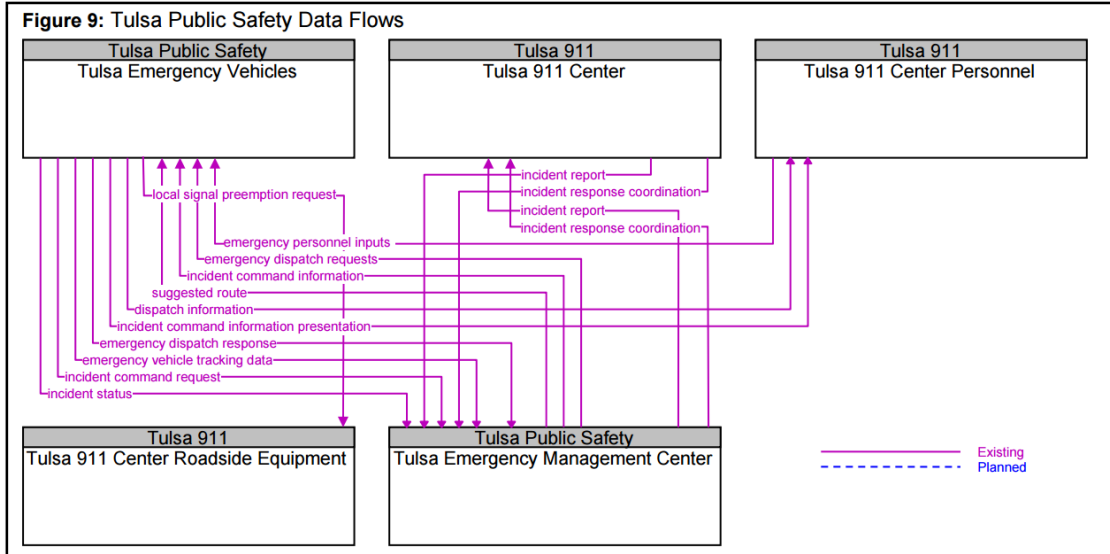 Figure 9: Tulsa Public Safety Data Flows
Tulsa Public Safety
Tulsa Emergency Vehicles
Tulsa 911
Tulsa 911 Center
Tulsa 911
Tulsa 911 Center Personnel
incident report
local signal preemption request
incident response coordination
incident report
incident response coordination
emergency personnel inputs
emergency dispatch requests
incident command information
suggested route
dispatch information
incident command information presentation
emergency dispatch response
emergency vehicle tracking data
incident command request
incident status
Tulsa 911
Tulsa 911 Center Roadside Equipment
Tulsa Public Safety
Tulsa Emergency Management Center
Existing
Planned